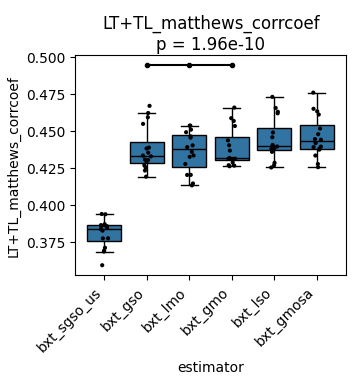 LT+TL_matthews_corrcoef
p = 1.96e-10
0.500
0.475
0.450
0.425
0.400
0.375
LT+TL_matthews_corrcoef
bxt_sgso_us
bxt_gso
bxt_lmo
bxt_gmo
bxt_lso
bxt_gmosa
estimator